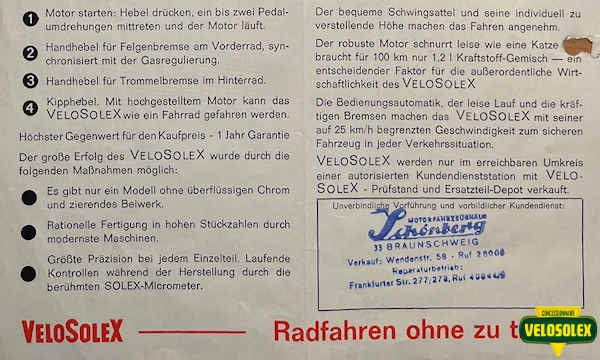 1 Motor starten: Hebel drücken, ein bis zwei Pedal-
umdrehungen mittreten und der Motor läuft.
2 Handhebel für Felgenbremse am Vorderrad, syn-
chronisiert mit der Gasregulierung.
3 Handhebel für Trommelbremse im Hinterrad.
4 Kipphebel. Mit hochgestelltem Motor kann das
VELOSOLEX wie ein Fahrrad gefahren werden.
Höchster Gegenwert für den Kaufpreis - 1 Jahr Garantie
Der große Erfolg des VELOSOLEX wurde durch die
folgenden Maßnahmen möglich:
Es gibt nur ein Modell ohne überflüssigen Chrom
und zierendes Beiwerk.
Rationelle Fertigung in hohen Stückzahlen durch
modernste Maschinen.
Größte Präzision bei jedem Einzelteil. Laufende
Kontrollen während der Herstellung durch die
berühmten SOLEX-Micrometer.
Der bequeme Schwingsattel und seine individuell zu
verstellende Höhe machen das Fahren angenehm.
Der robuste Motor schnurrt leise wie eine Katze
braucht für 100 km nur 1,2 l Kraftstoff-Gemisch — ein
entscheidender Faktor für die außerordentliche Wirt-
schaftlichkeit des VELOSOLEX
Die Bedienungsautomatik, der leise Lauf und die kräf-
tigen Bremsen machen das VELOSOLEX mit seiner
auf 25 km/h begrenzten Geschwindigkeit zum sicheren
Fahrzeug in jeder Verkehrssituation.
VELOSOLEX werden nur im erreichbaren Umkreis
einer autorisierten Kundendienststation mit VELO-
SOLEX - Prüfstand und Ersatzteil-Depot verkauft.
Unverbindliche Vorführung und vorbildlicher Kundendienst:
MOTORFAHRZEUGHAUS
Schönberg
33 BRAUNSCHWEIG
Verkauf: Wendenstr. 58 - Ruf 28008
Reparaturbetrieb:
Frankfurter Str. 277/278, Ruf
VELOSOLEX Radfahren ohne zu t
CONCESSIONNAIRE
VELOSOLEX